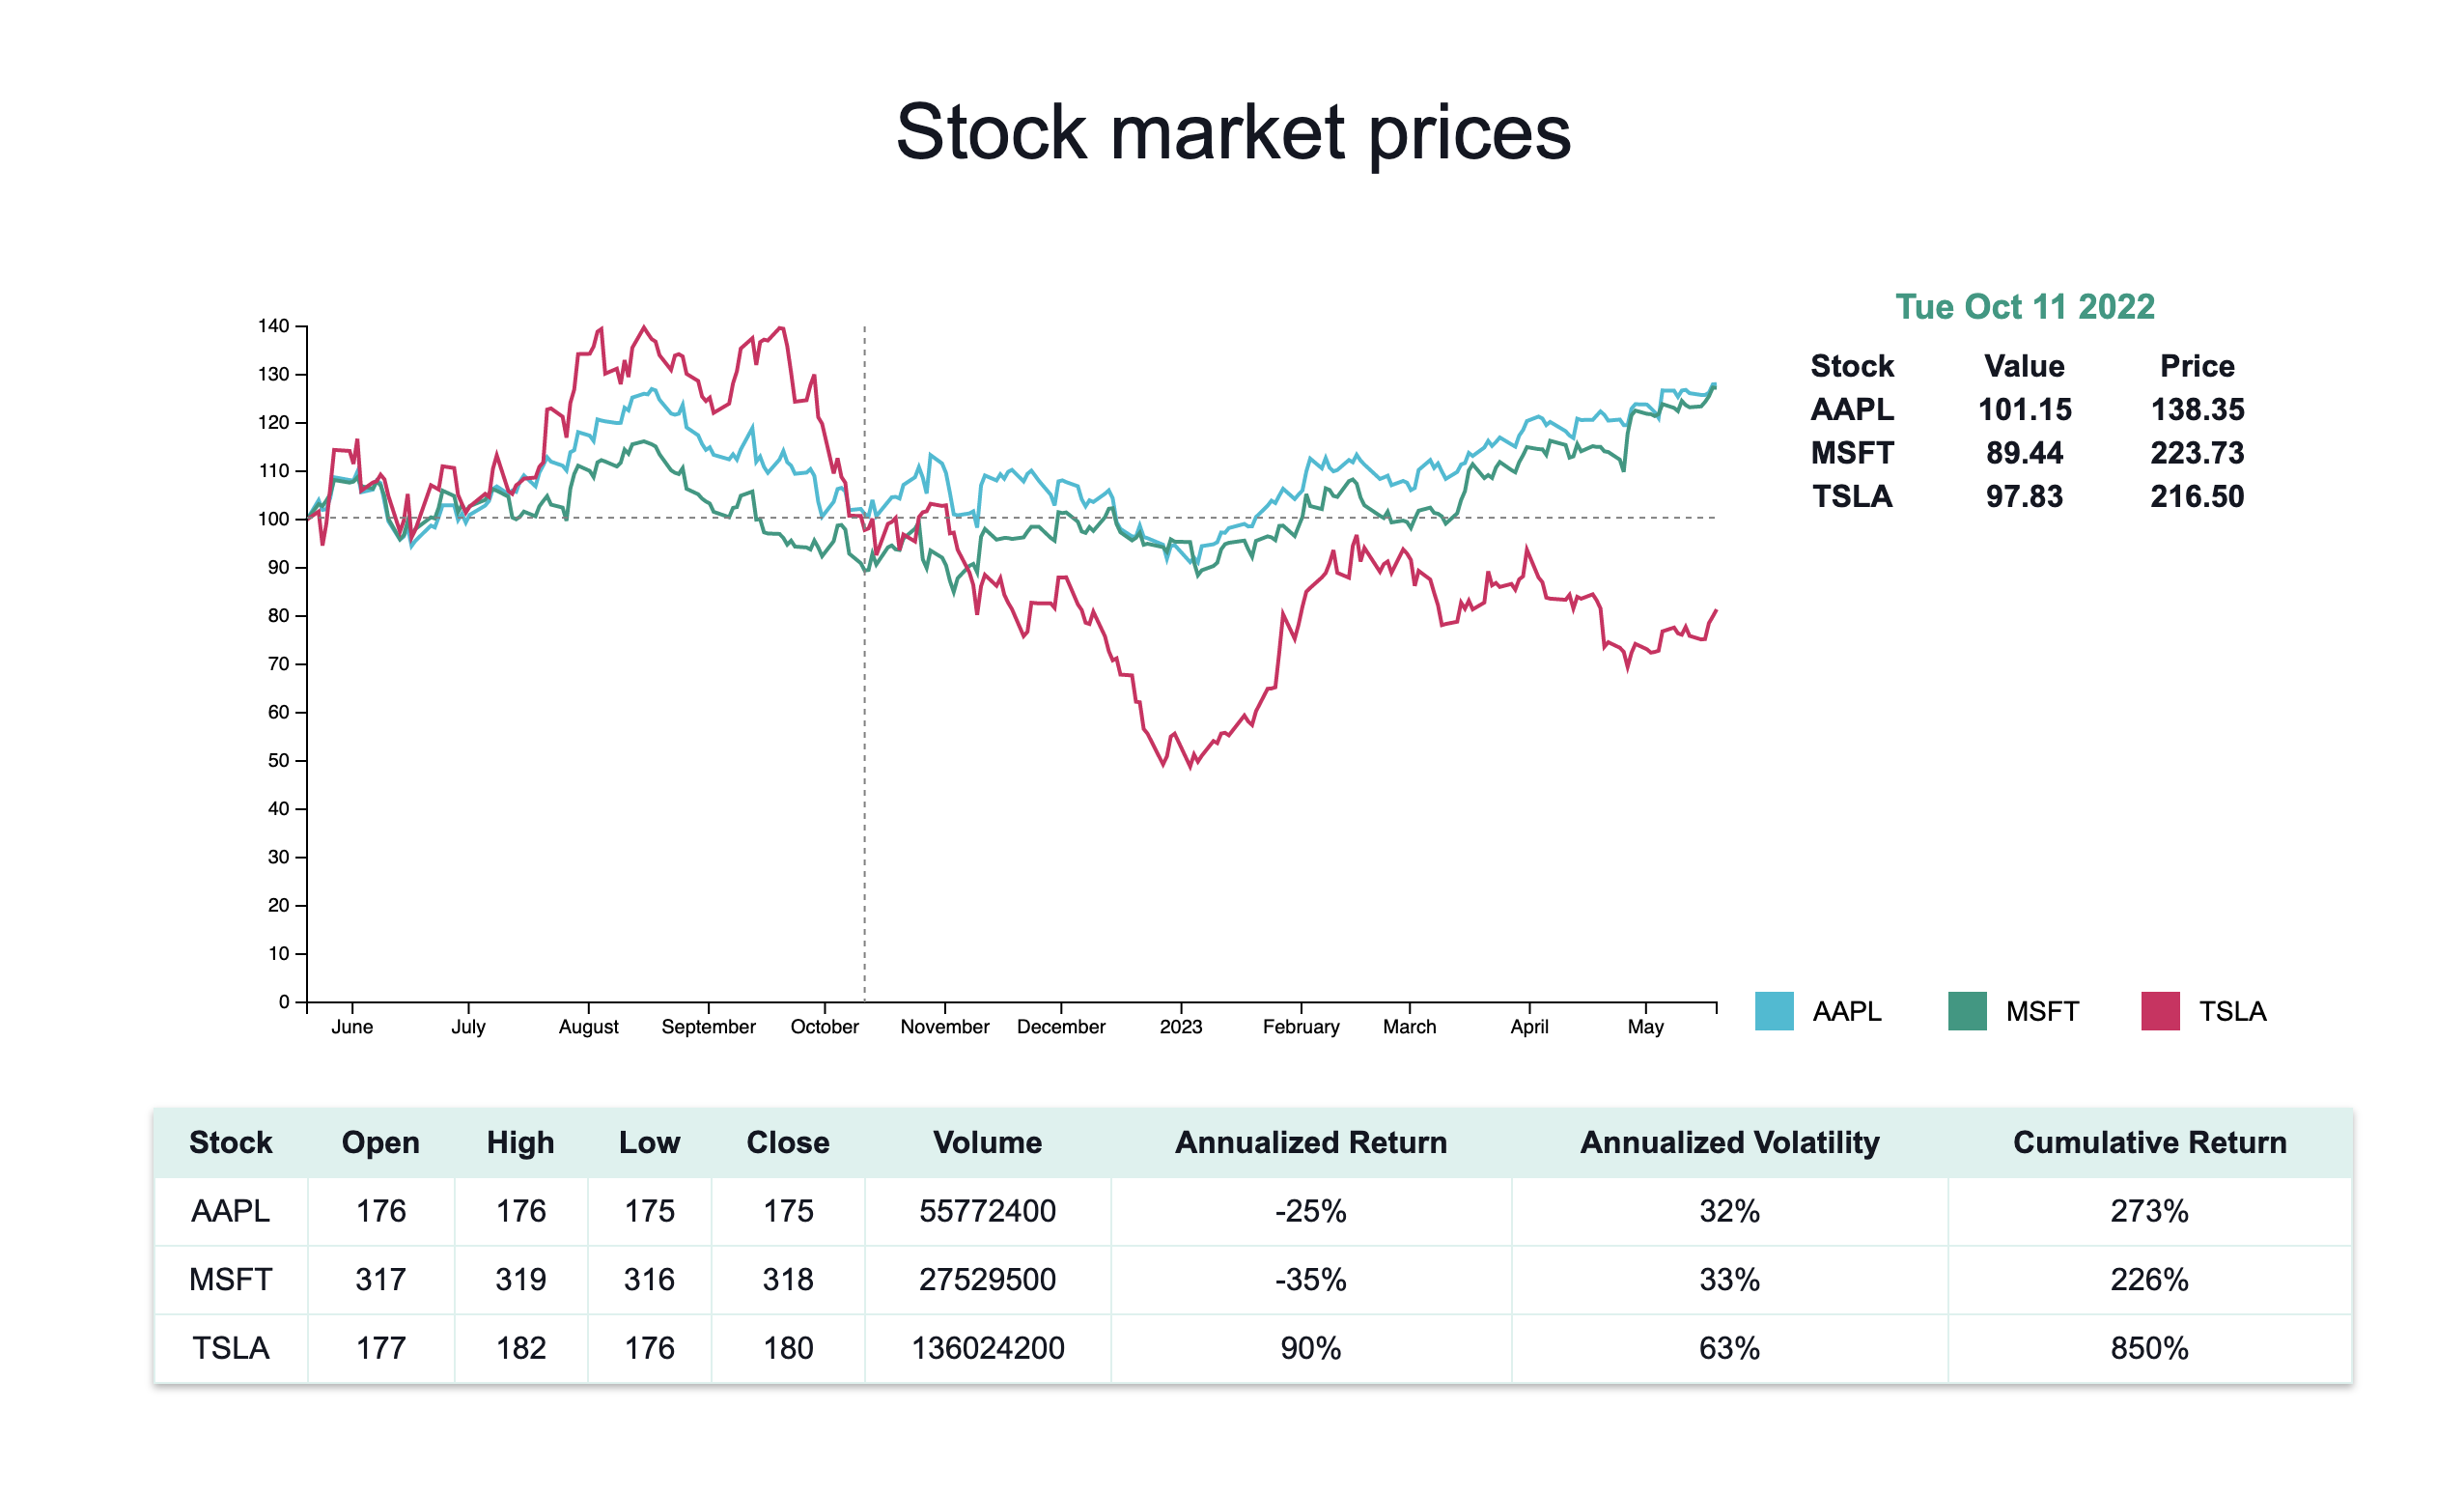 Stock market prices
Tue Oct 11 2022
Stock Value Price
AAPL 101.15 138.35
MSFT 89.44 223.73
TSLA 97.83 216.50
140
130
120
110
100
90
80
70
60
50
40
30
20
10
0
June July August September October November December 2023 February March April May
AAPL MSFT TSLA
Stock Open High Low Close Volume Annualized Return Annualized Volatility Cumulative Return
AAPL 176 176 175 175 55772400 -25% 32% 273%
MSFT 317 319 316 318 27529500 -35% 33% 226%
TSLA 177 182 176 180 136024200 90% 63% 850%